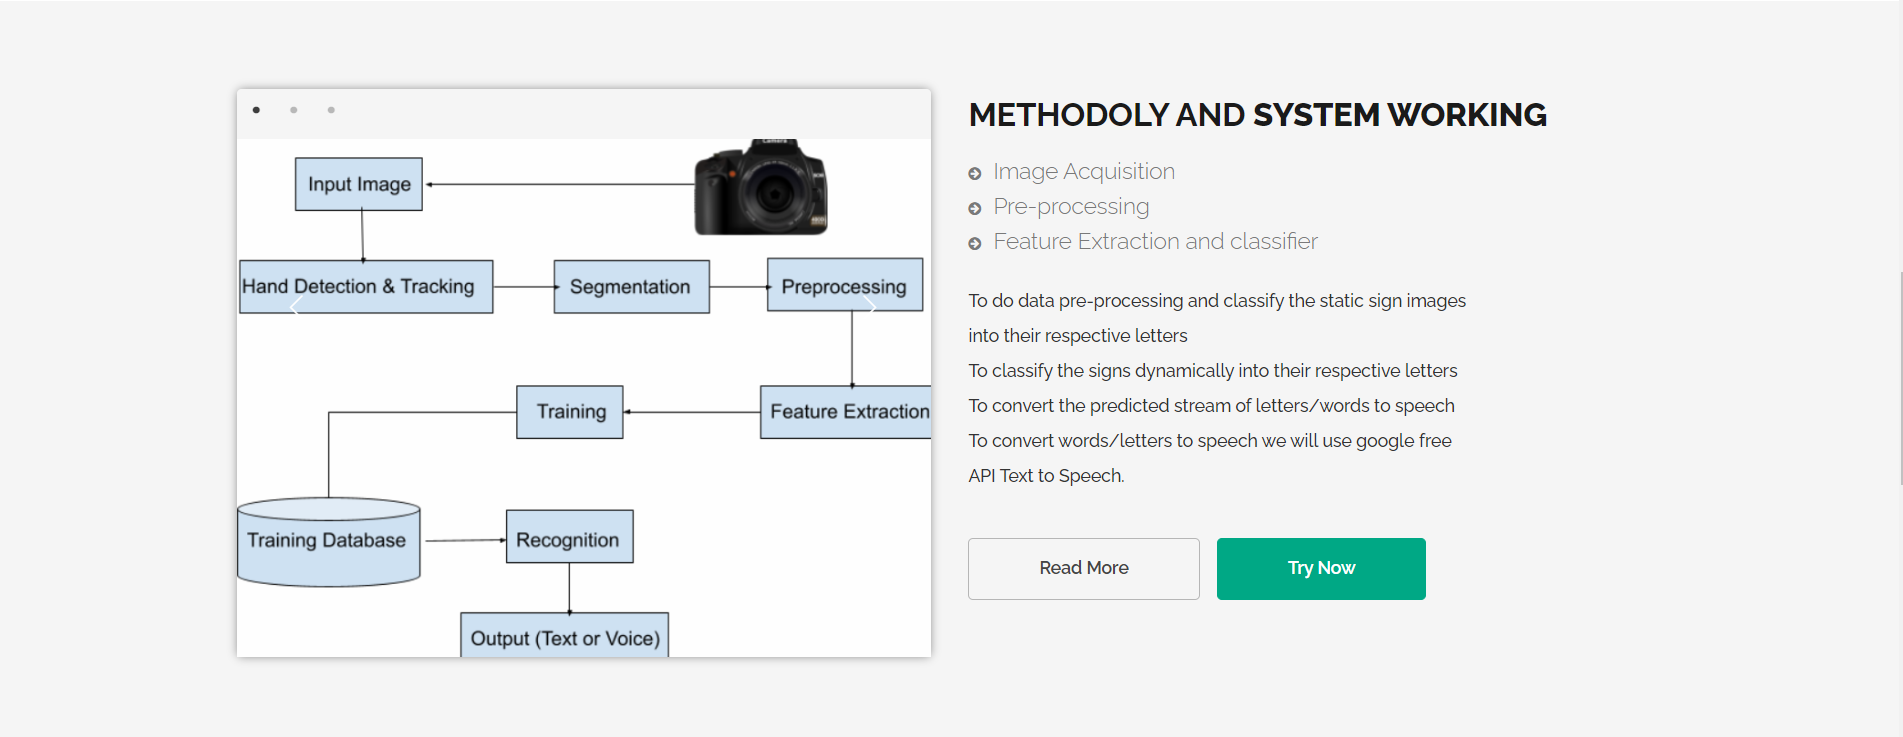 Camera
Input Image
Hand Detection & Tracking
Segmentation
Preprocessing
Training
Feature Extraction
Training Database
Recognition
Output (Text or Voice)
METHODOLY AND SYSTEM WORKING
Image Acquisition
Pre-processing
Feature Extraction and classifier
To do data pre-processing and classify the static sign images
into their respective letters
To classify the signs dynamically into their respective letters
To convert the predicted stream of letters/words to speech
To convert words/letters to speech we will use google free
API Text to Speech.
Read More
Try Now